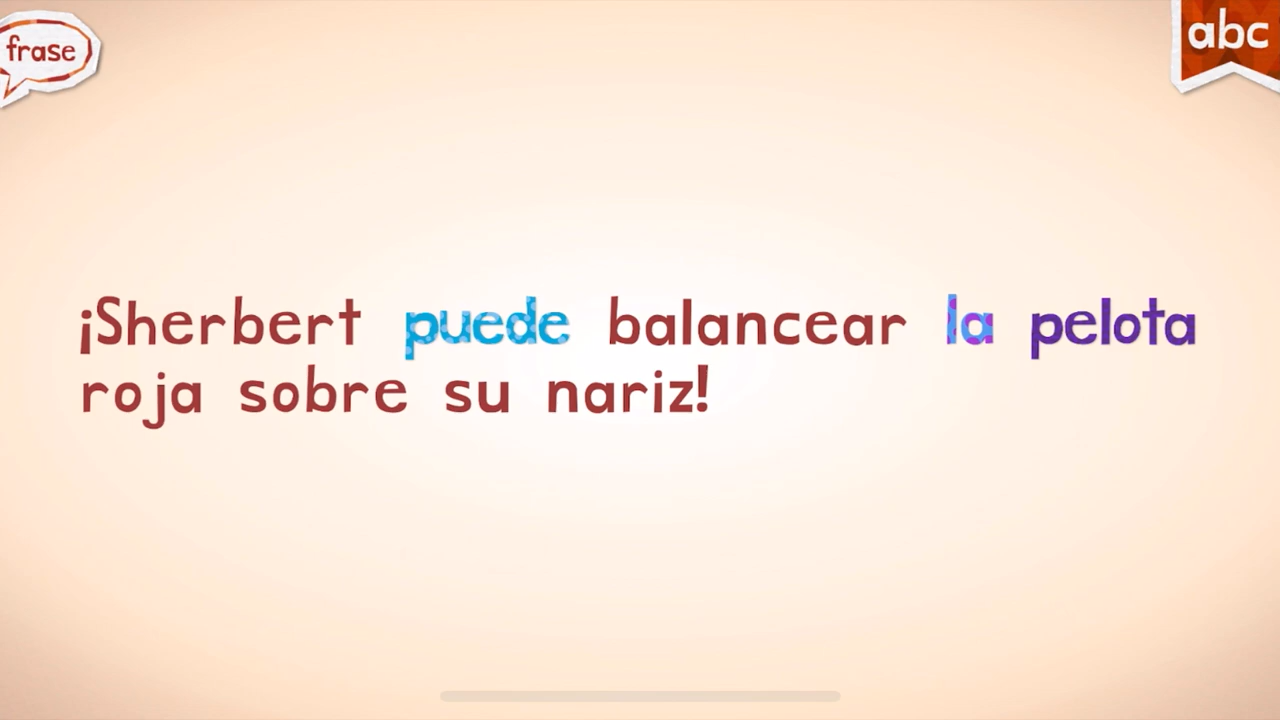 frase
abc
¡Sherbert puede balancear la pelota
roja sobre su nariz!